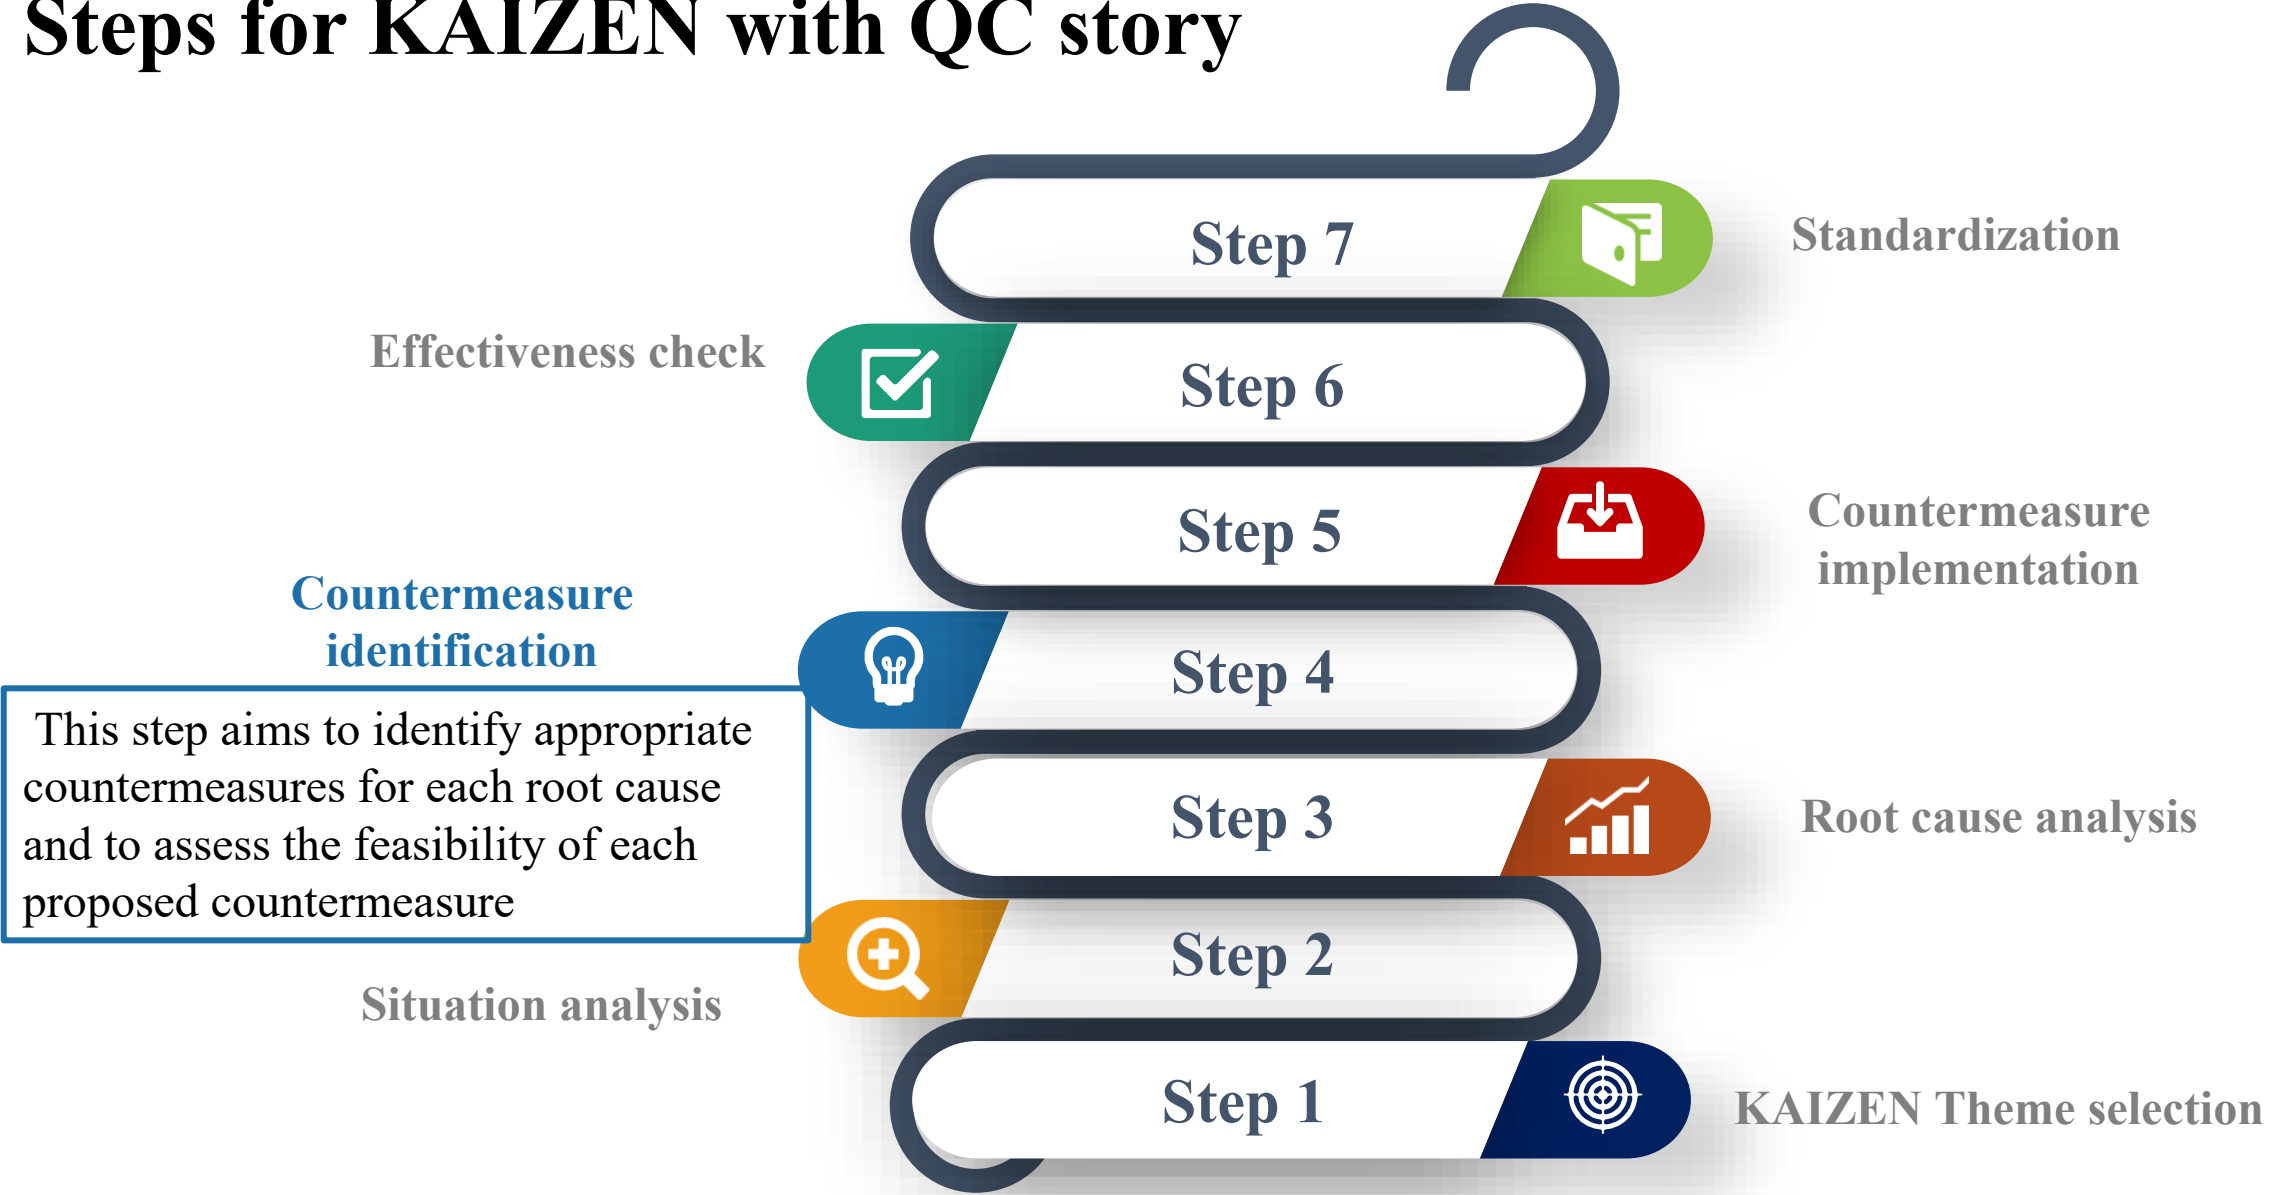 Steps for KAIZEN with QC story
Step 7
Standardization
Effectiveness check
Step 6
Step 5
Countermeasure
implementation
Countermeasure
identification
Step 4
This step aims to identify appropriate
countermeasures for each root cause
and to assess the feasibility of each
proposed countermeasure
Step 3
Root cause analysis
Step 2
Situation analysis
Step 1
KAIZEN Theme selection